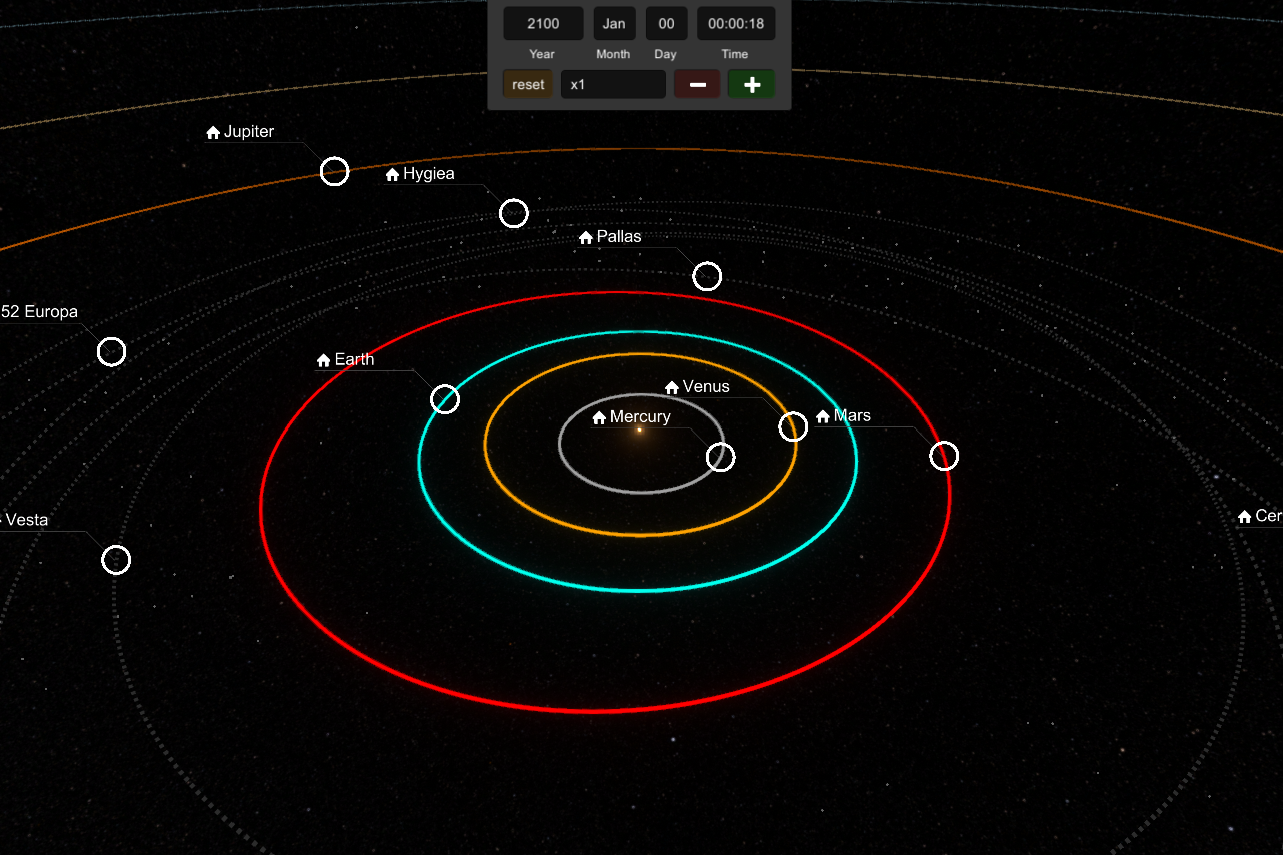 2100 Jan 00 00:00:18
Year Month Day Time
reset x1
Jupiter
Hygiea
Pallas
52 Europa
Earth
Venus
Mercury
Mars
Vesta
Cer